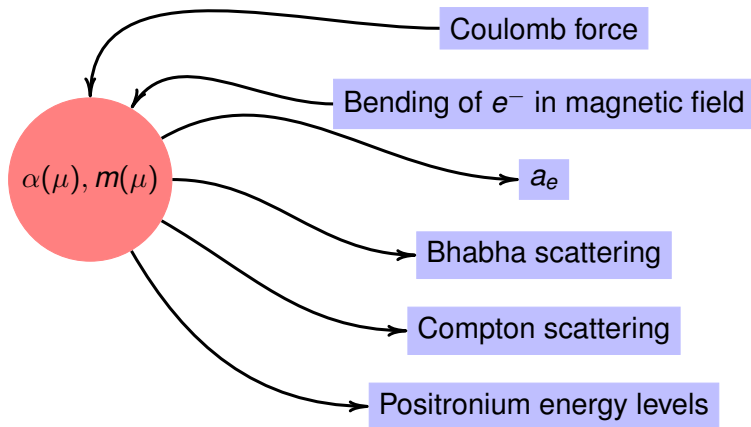 Coulomb force
Bending of e⁻ in magnetic field
α(μ), m(μ)
aₑ
Bhabha scattering
Compton scattering
Positronium energy levels